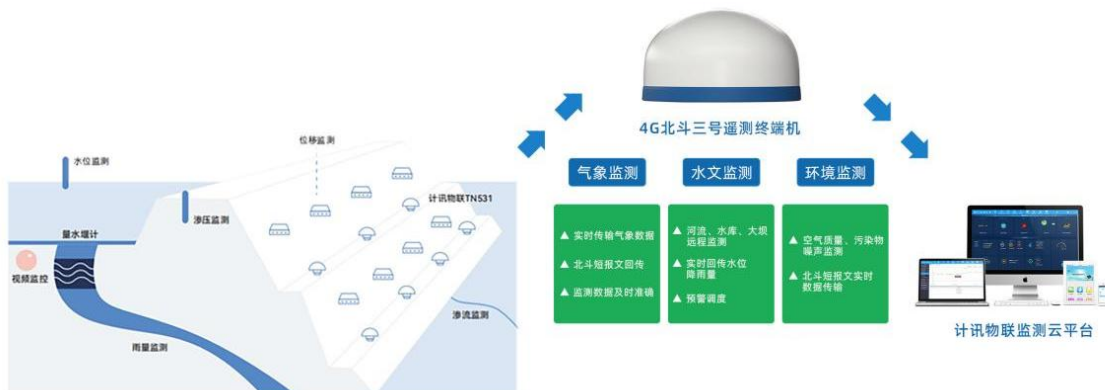 位移监测
水位监测
计讯物联TN531
渗压监测
量水堰计
视频监控
渗流监测
雨量监测
4G北斗三号遥测终端机
气象监测
水文监测
环境监测
▲ 实时传输气象数据
▲ 北斗短报文回传
▲ 监测数据及时准确
▲ 河流、水库、大坝
远程监测
▲ 实时回传水位
降雨量
▲ 预警调度
▲ 空气质量、污染物
噪声监测
▲ 北斗短报文实时
数据传输
计讯物联监测云平台